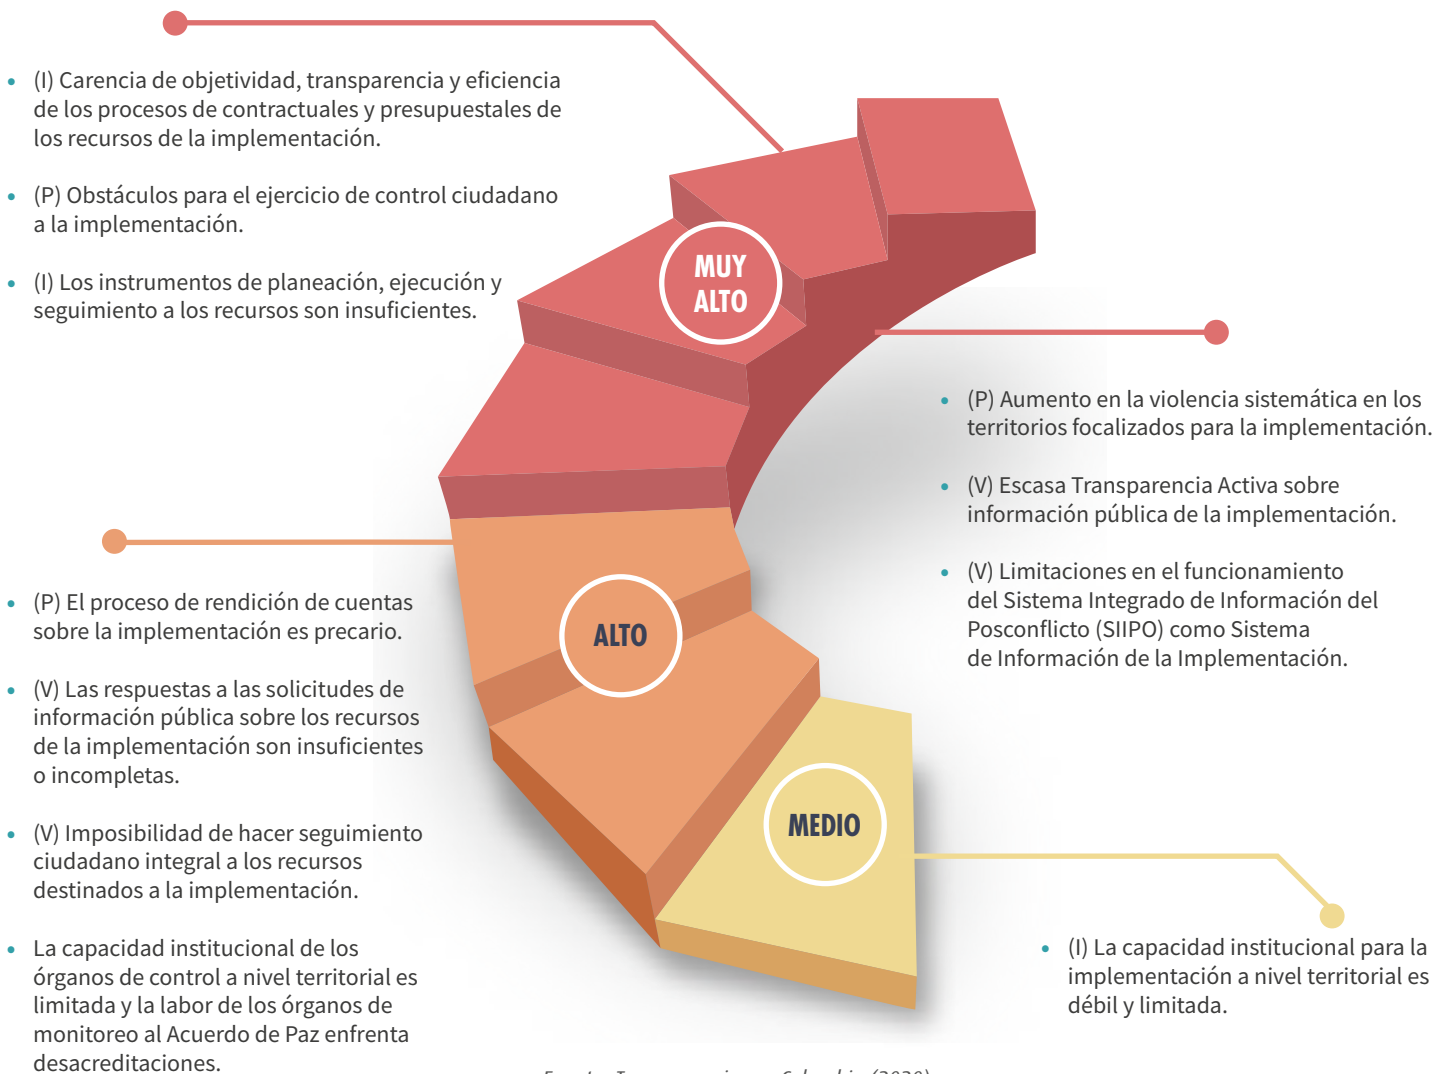 • (I) Carencia de objetividad, transparencia y eficiencia
de los procesos de contractuales y presupuestales de
los recursos de la implementación.
• (P) Obstáculos para el ejercicio de control ciudadano
a la implementación.
• (I) Los instrumentos de planeación, ejecución y
seguimiento a los recursos son insuficientes.
MUY
ALTO
• (P) Aumento en la violencia sistemática en los
territorios focalizados para la implementación.
• (V) Escasa Transparencia Activa sobre
información pública de la implementación.
• (V) Limitaciones en el funcionamiento
del Sistema Integrado de Información del
Posconflicto (SIIPO) como Sistema
de Información de la Implementación.
• (P) El proceso de rendición de cuentas
sobre la implementación es precario.
• (V) Las respuestas a las solicitudes de
información pública sobre los recursos
de la implementación son insuficientes
o incompletas.
• (V) Imposibilidad de hacer seguimiento
ciudadano integral a los recursos
destinados a la implementación.
• La capacidad institucional de los
órganos de control a nivel territorial es
limitada y la labor de los órganos de
monitoreo al Acuerdo de Paz enfrenta
desacreditaciones.
ALTO
MEDIO
• (I) La capacidad institucional para la
implementación a nivel territorial es
débil y limitada.